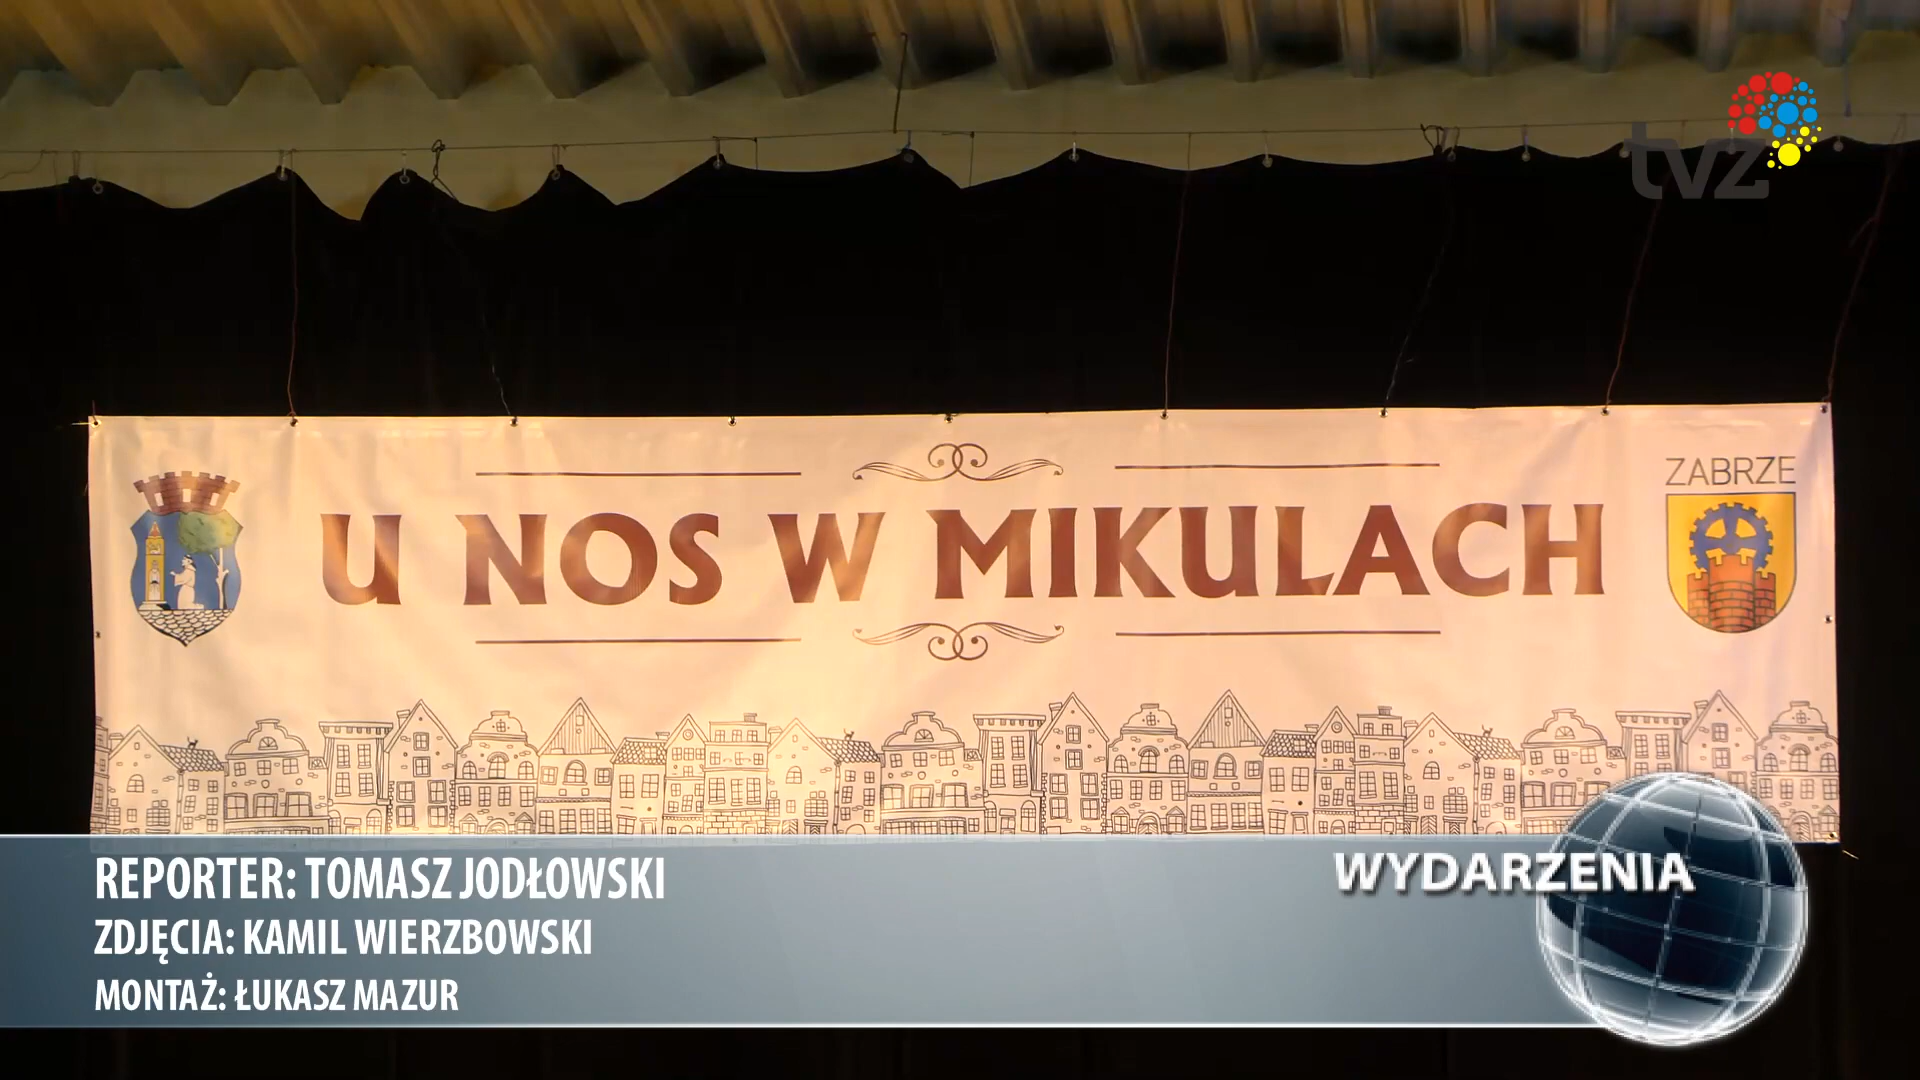 tvz
U NOS W MIKULACH
ZABRZE
REPORTER: TOMASZ JODŁOWSKI
ZDJĘCIA: KAMIL WIERZBOWSKI
MONTAŻ: ŁUKASZ MAZUR
WYDARZENIA